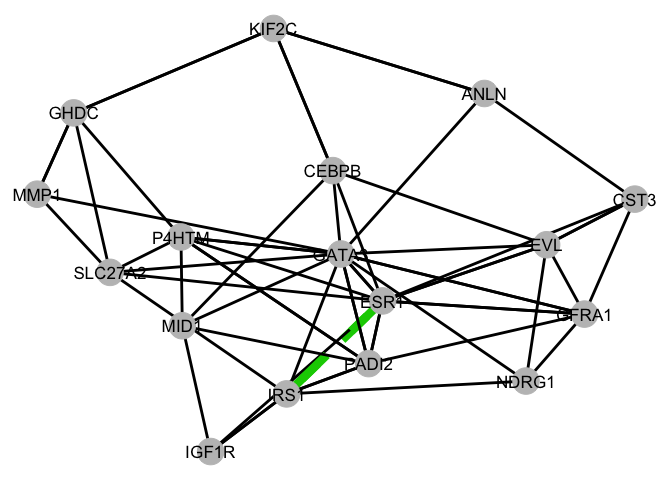 KIF2C
ANLN
GHDC
CEBPB
MMP1
CST3
P4HTM
EVL
GATA
SLC27A2
ESR1
GFRA1
MID1
PADI2
NDRG1
IRS1
IGF1R